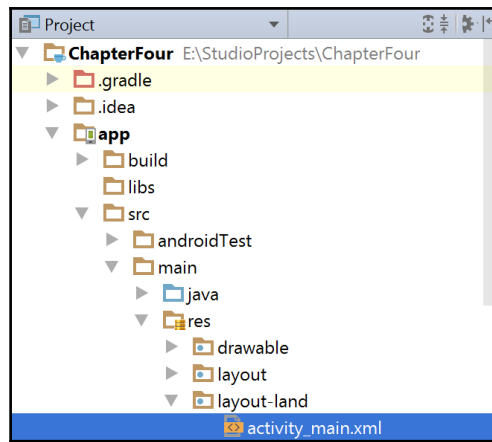 Project
ChapterFour E:\StudioProjects\ChapterFour
.gradle
.idea
app
build
libs
src
androidTest
main
java
res
drawable
layout
layout-land
activity_main.xml